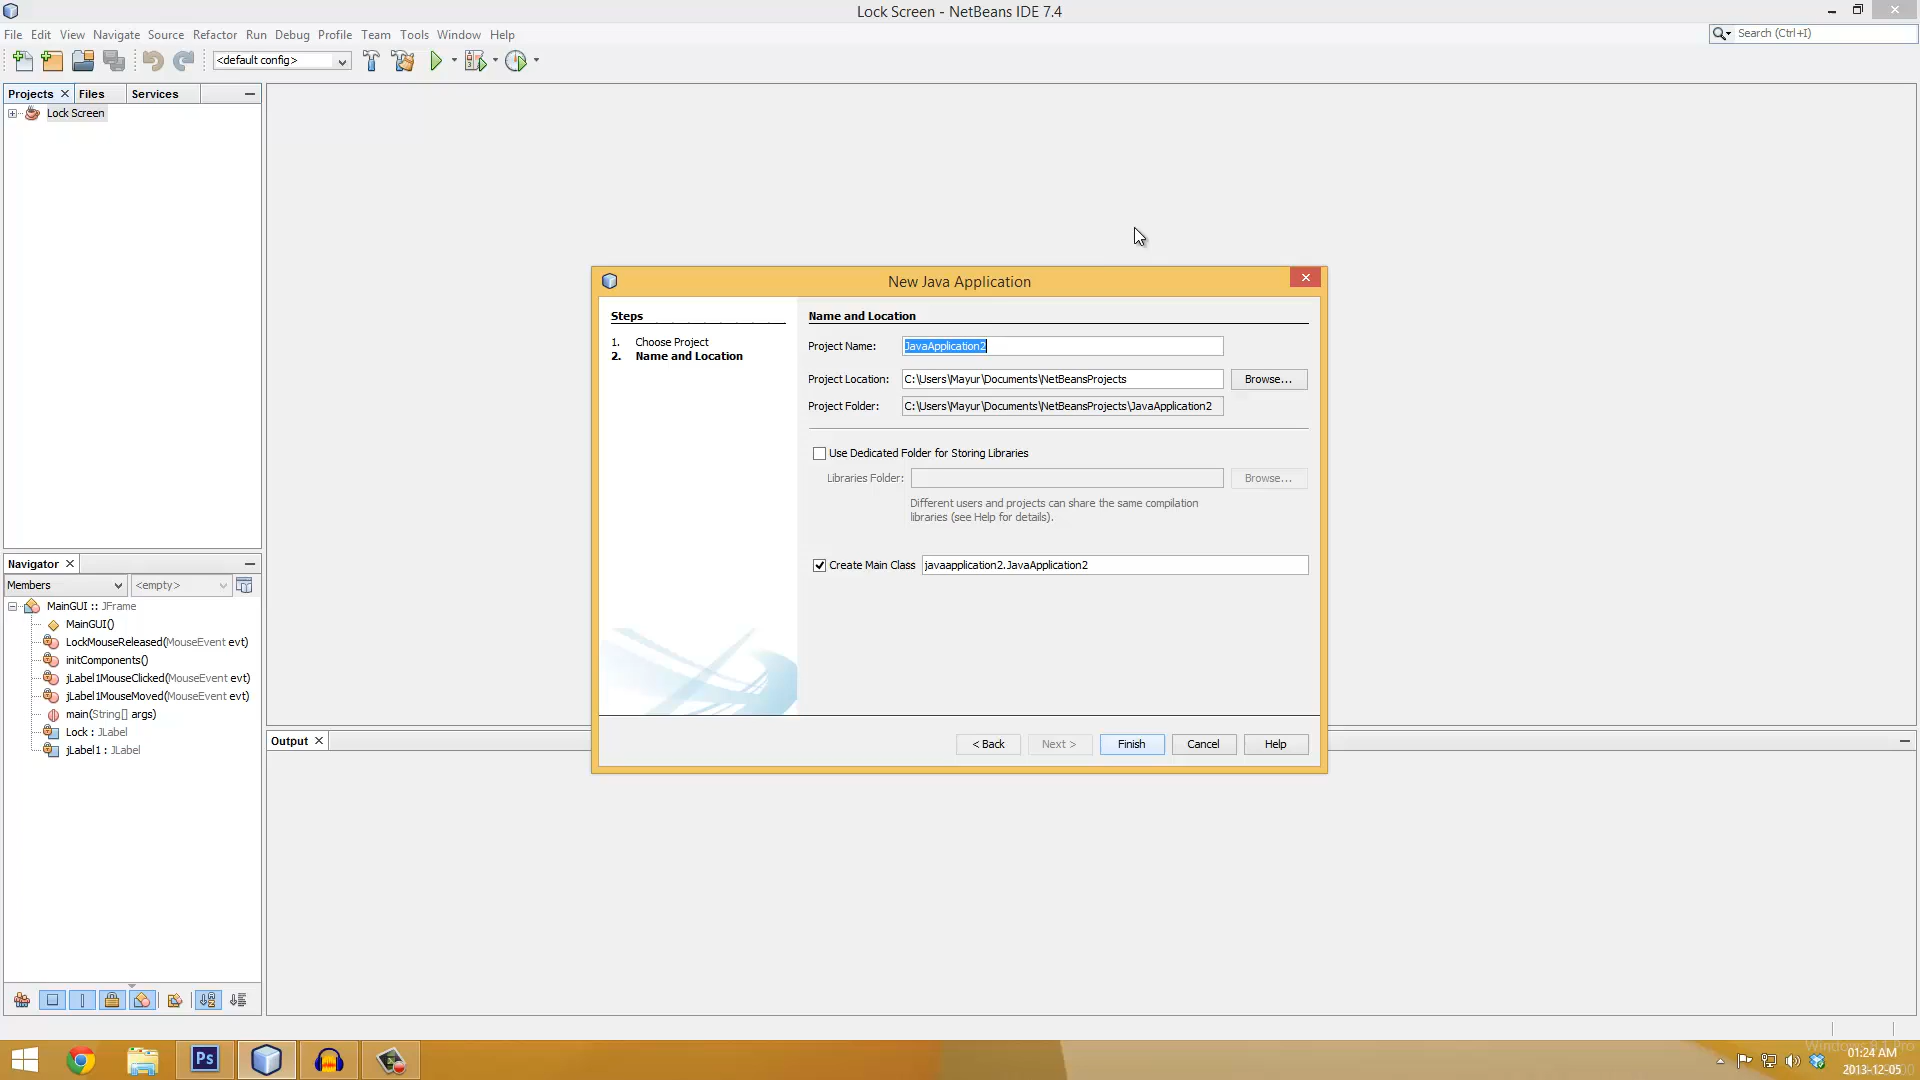 Lock Screen - NetBeans IDE 7.4
File Edit View Navigate Source Refactor Run Debug Profile Team Tools Window Help
Search (Ctrl+I)
<default config>
Projects Files Services
Lock Screen
New Java Application
Steps
1. Choose Project
2. Name and Location
Name and Location
Project Name: JavaApplication2
Project Location: C:\Users\Mayur\Documents\NetBeansProjects Browse...
Project Folder: C:\Users\Mayur\Documents\NetBeansProjects\JavaApplication2
Use Dedicated Folder for Storing Libraries
Libraries Folder: Browse...
Different users and projects can share the same compilation
libraries (see Help for details).
Create Main Class javaapplication2.JavaApplication2
< Back Next > Finish Cancel Help
Navigator
Members <empty>
MainGUI :: JFrame
MainGUI()
LockMouseReleased(MouseEvent evt)
initComponents()
jLabel1MouseClicked(MouseEvent evt)
jLabel1MouseMoved(MouseEvent evt)
main(String[] args)
Lock : JLabel
jLabel1 : JLabel
Output
Ps
01:24 AM
2013-12-05